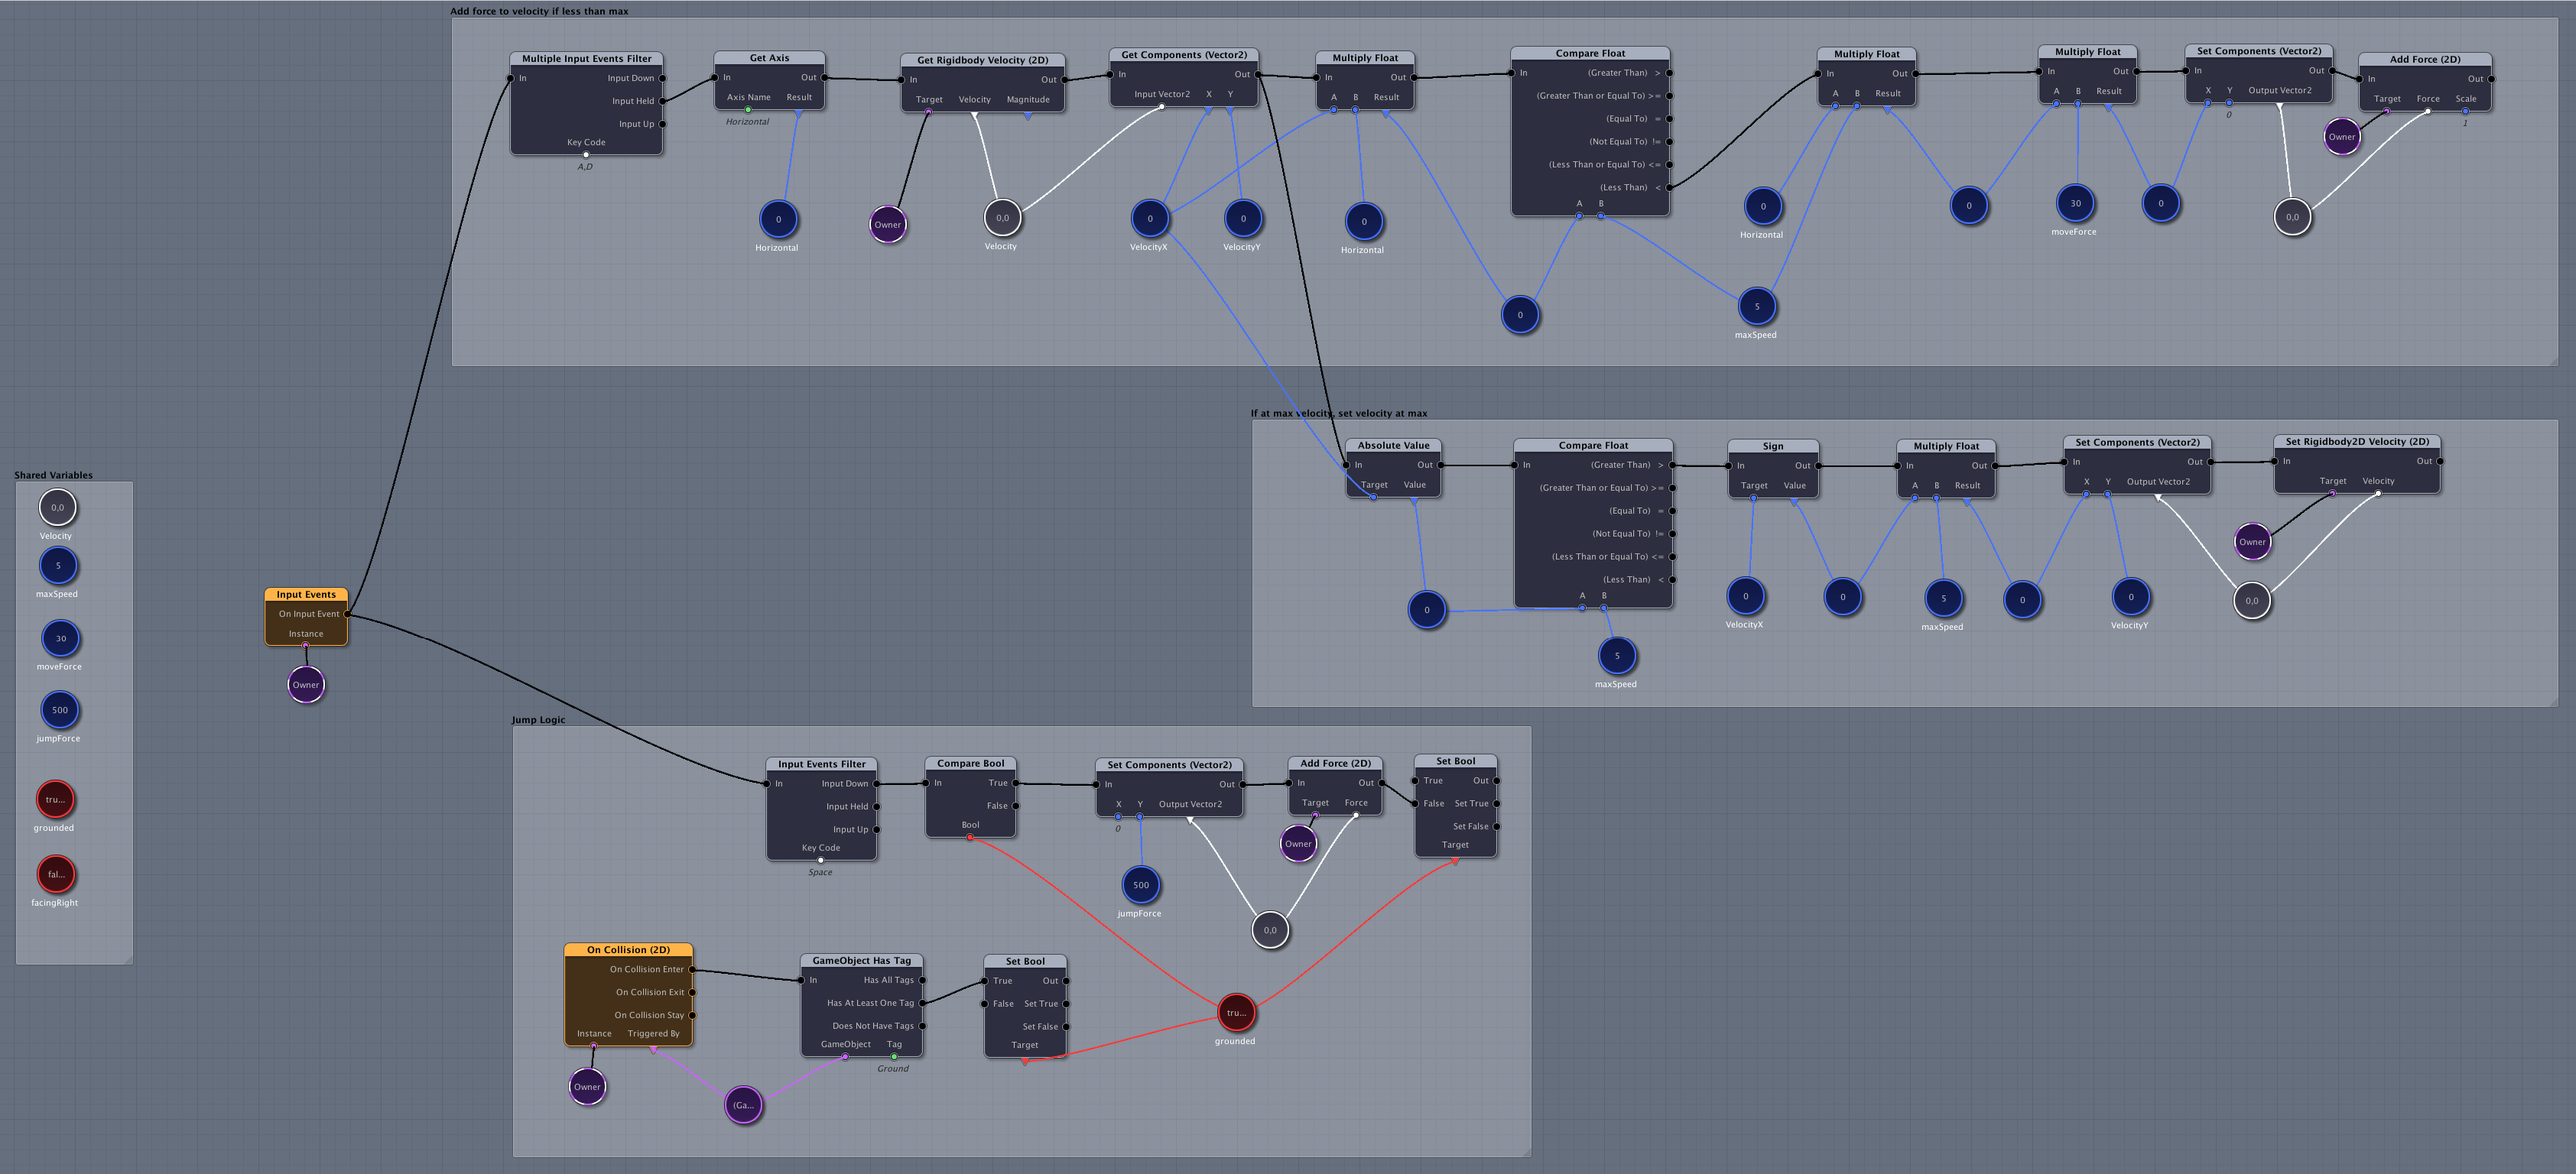 Add force to velocity if less than max
Multiple Input Events Filter
In Input Down
Input Held
Input Up
Key Code
A,D
Get Axis
In Out
Axis Name Result
Horizontal
0
Horizontal
Get Rigidbody Velocity (2D)
In Out
Target Velocity Magnitude
Owner
0,0
Velocity
Get Components (Vector2)
In Out
Input Vector2 X Y
0
VelocityX
0
VelocityY
Multiply Float
In Out
A B Result
0
Horizontal
0
Compare Float
In (Greater Than) >
(Greater Than or Equal To) >=
(Equal To) =
(Not Equal To) !=
(Less Than or Equal To) <=
(Less Than) <
A B
5
maxSpeed
Multiply Float
In Out
A B Result
0
Horizontal
0
Multiply Float
In Out
A B Result
30
moveForce
0
Set Components (Vector2)
In Out
X Y Output Vector2
0
0,0
Add Force (2D)
In Out
Target Force Scale
Owner
1
If at max velocity, set velocity at max
Absolute Value
In Out
Target Value
0
Compare Float
In (Greater Than) >
(Greater Than or Equal To) >=
(Equal To) =
(Not Equal To) !=
(Less Than or Equal To) <=
(Less Than) <
A B
5
maxSpeed
Sign
In Out
Target Value
0
VelocityX
0
Multiply Float
In Out
A B Result
5
maxSpeed
0
Set Components (Vector2)
In Out
X Y Output Vector2
0
VelocityY
0,0
Set Rigidbody2D Velocity (2D)
In Out
Target Velocity
Owner
Shared Variables
0,0
Velocity
5
maxSpeed
30
moveForce
500
jumpForce
tru...
grounded
fal...
facingRight
Input Events
On Input Event
Instance
Owner
Jump Logic
Input Events Filter
In Input Down
Input Held
Input Up
Key Code
Space
Compare Bool
In True
False
Bool
Set Components (Vector2)
In Out
X Y Output Vector2
0
500
jumpForce
0,0
Add Force (2D)
In Out
Target Force
Owner
Set Bool
True Out
False Set True
Set False
Target
On Collision (2D)
On Collision Enter
On Collision Exit
On Collision Stay
Instance Triggered By
Owner
(Ga...
GameObject Has Tag
In Has All Tags
Has At Least One Tag
Does Not Have Tags
GameObject Tag
Ground
Set Bool
True Out
False Set True
Set False
Target
tru...
grounded